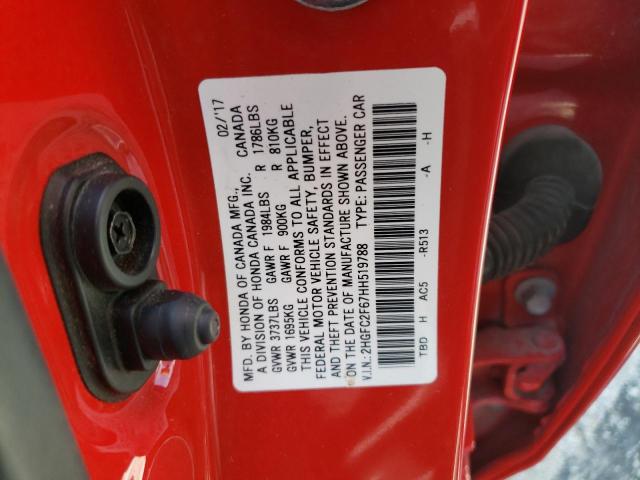 MFD. BY HONDA OF CANADA MFG., 02/'17
A DIVISION OF HONDA CANADA INC. CANADA
GVWR 3737LBS GAWR F 1984LBS R 1786LBS
GVWR 1695KG GAWR F 900KG R 810KG
THIS VEHICLE CONFORMS TO ALL APPLICABLE
FEDERAL MOTOR VEHICLE SAFETY, BUMPER,
AND THEFT PREVENTION STANDARDS IN EFFECT
ON THE DATE OF MANUFACTURE SHOWN ABOVE.
V.I.N.: 2HGFC2F67HH519788 TYPE: PASSENGER CAR
TBD H AC5 -R513 -A -H